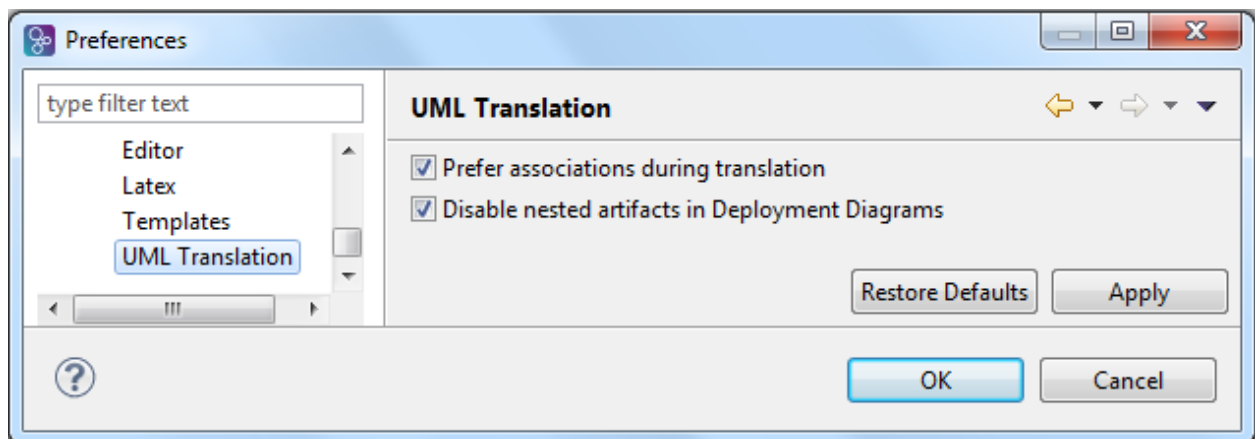 Preferences
type filter text
Editor
Latex
Templates
UML Translation
UML Translation
Prefer associations during translation
Disable nested artifacts in Deployment Diagrams
Restore Defaults
Apply
?
OK
Cancel